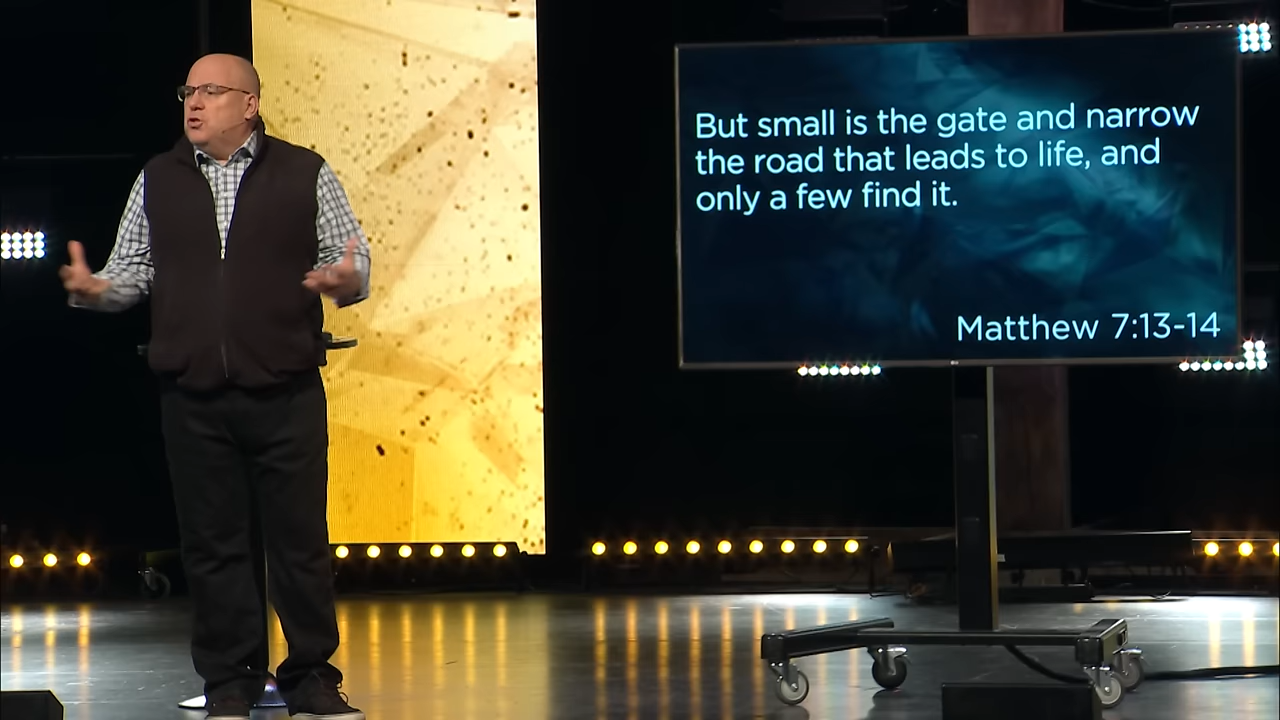 But small is the gate and narrow
the road that leads to life, and
only a few find it.
Matthew 7:13-14